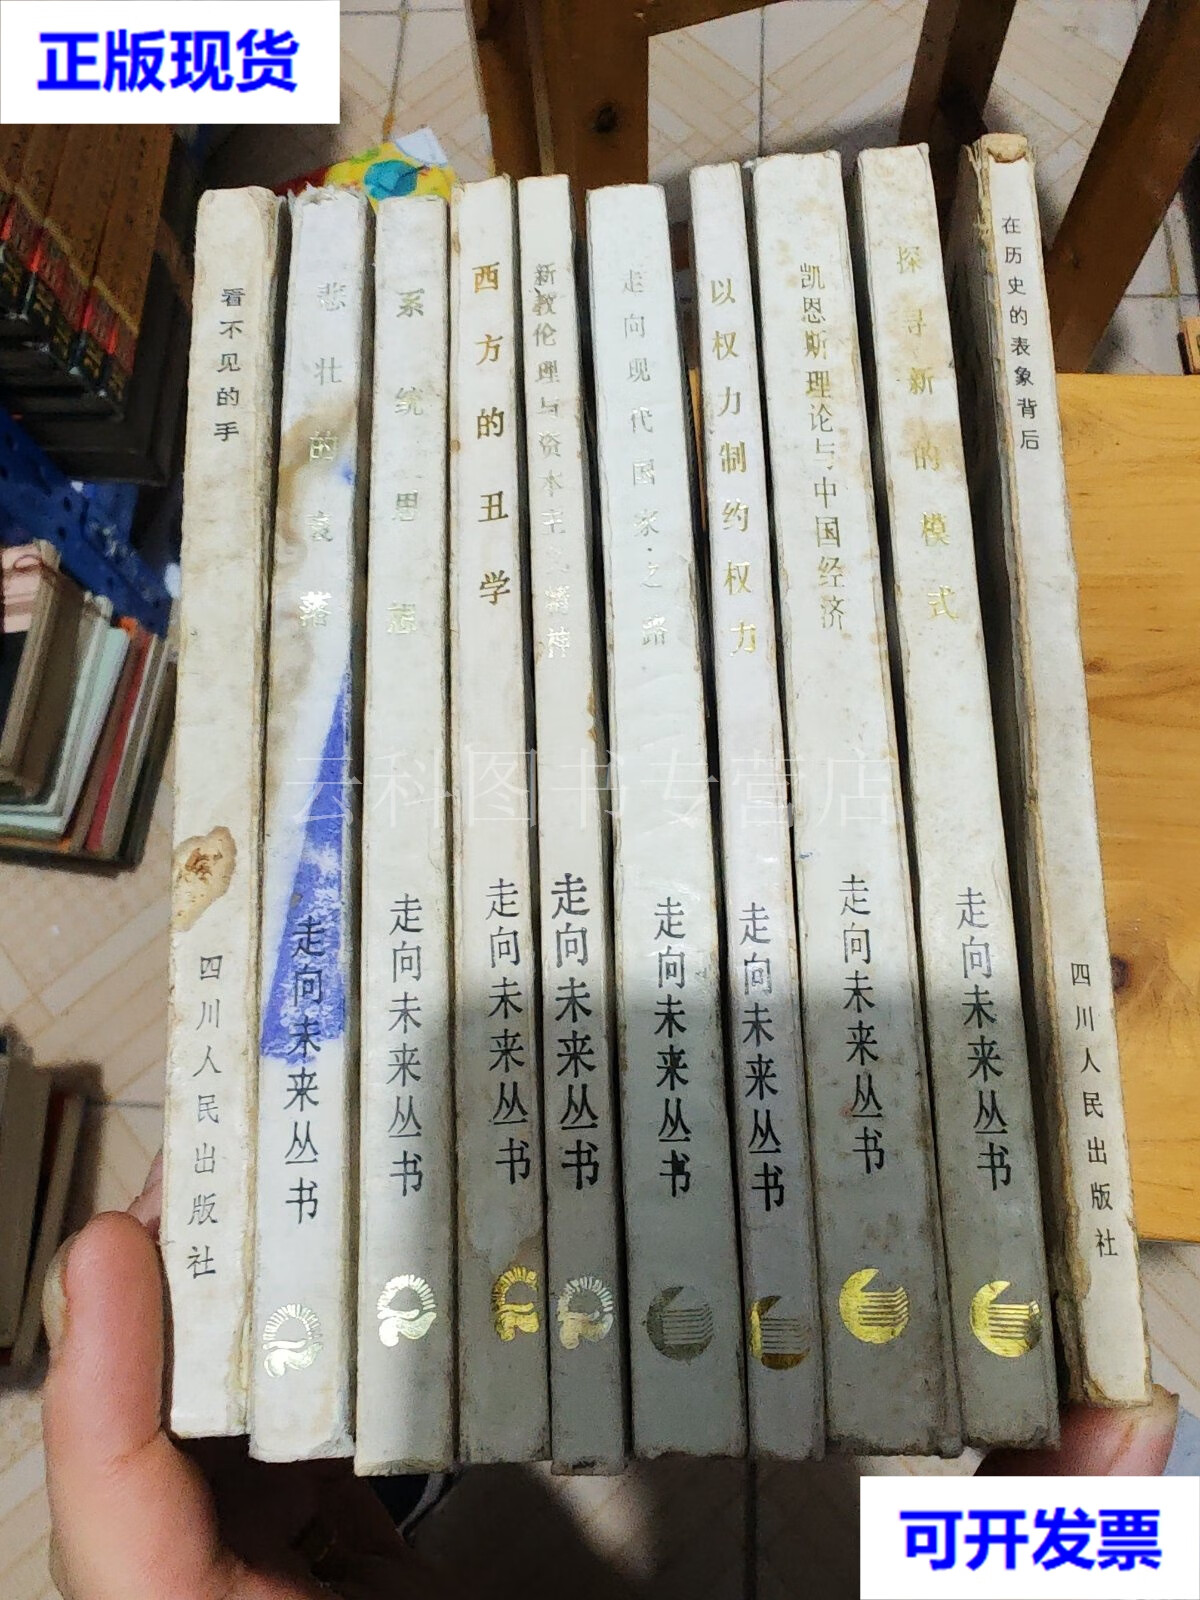 正版现货
看不见的手
四川人民出版社
悲壮的衰落
走向未来丛书
系统思想
走向未来丛书
西方的丑学
走向未来丛书
新教伦理与资本主义精神
走向未来丛书
走向现代国家之路
走向未来丛书
以权力制约权力
走向未来丛书
凯恩斯理论与中国经济
走向未来丛书
探寻新的模式
走向未来丛书
在历史的表象背后
四川人民出版社
云科图书专营店
可开发票